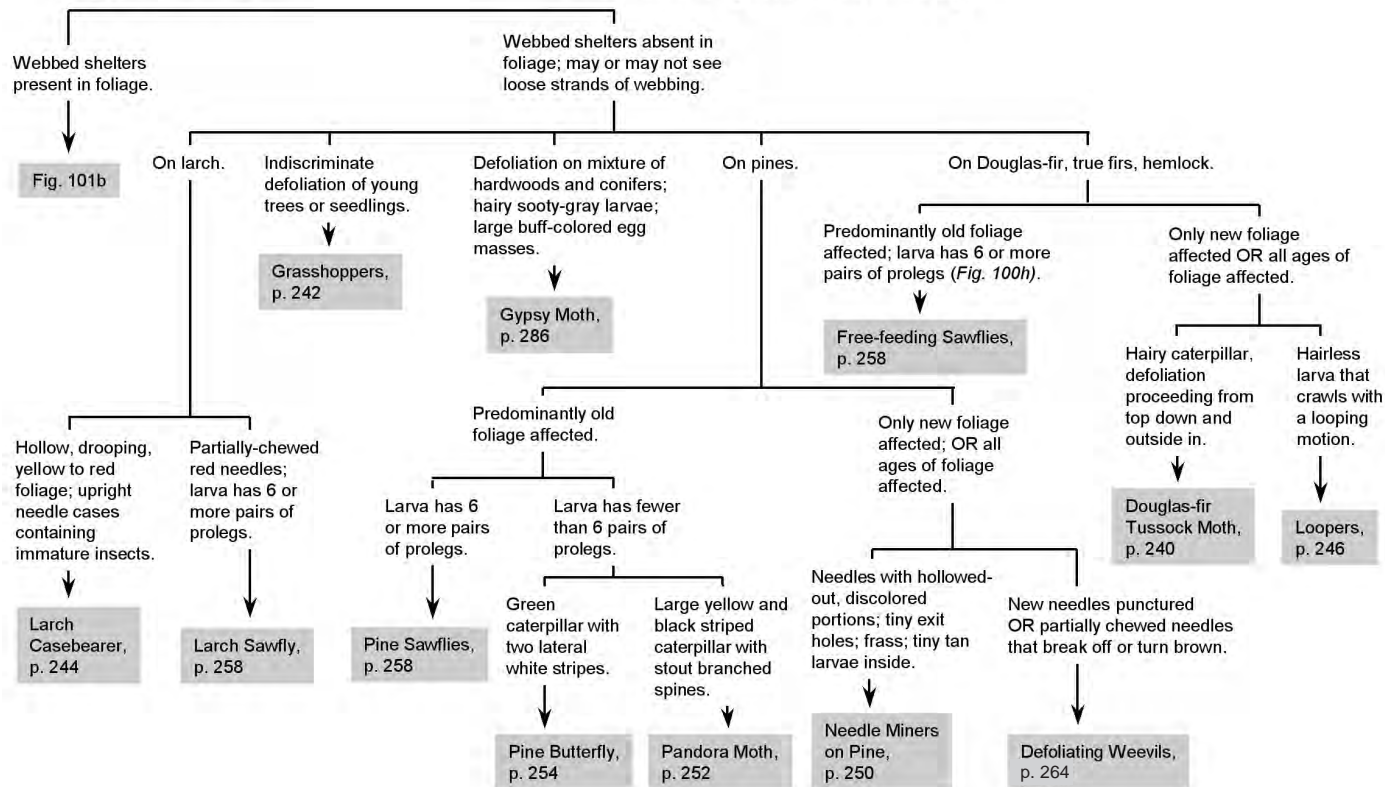 Webbed shelters
present in foliage.
Fig. 101b
Webbed shelters absent in
foliage; may or may not see
loose strands of webbing.
On larch.
Hollow, drooping,
yellow to red
foliage; upright
needle cases
containing
immature insects.
Larch
Casebearer,
p. 244
Partially-chewed
red needles;
larva has 6 or
more pairs of
prolegs.
Larch Sawfly,
p. 258
Indiscriminate
defoliation of young
trees or seedlings.
Grasshoppers,
p. 242
Defoliation on mixture of
hardwoods and conifers;
hairy sooty-gray larvae;
large buff-colored egg
masses.
Gypsy Moth,
p. 286
On pines.
Predominantly old
foliage affected.
Larva has 6
or more pairs
of prolegs.
Pine Sawflies,
p. 258
Larva has fewer
than 6 pairs of
prolegs.
Green
caterpillar with
two lateral
white stripes.
Pine Butterfly,
p. 254
Large yellow and
black striped
caterpillar with
stout branched
spines.
Pandora Moth,
p. 252
Only new foliage
affected; OR all
ages of foliage
affected.
Needles with hollowed-
out, discolored
portions; tiny exit
holes; frass; tiny tan
larvae inside.
Needle Miners
on Pine,
p. 250
New needles punctured
OR partially chewed needles
that break off or turn brown.
Defoliating Weevils,
p. 264
On Douglas-fir, true firs, hemlock.
Predominantly old foliage
affected; larva has 6 or more
pairs of prolegs (Fig. 100h).
Free-feeding Sawflies,
p. 258
Only new foliage
affected OR all ages of
foliage affected.
Hairy caterpillar,
defoliation
proceeding from
top down and
outside in.
Douglas-fir
Tussock Moth,
p. 240
Hairless
larva that
crawls with
a looping
motion.
Loopers,
p. 246